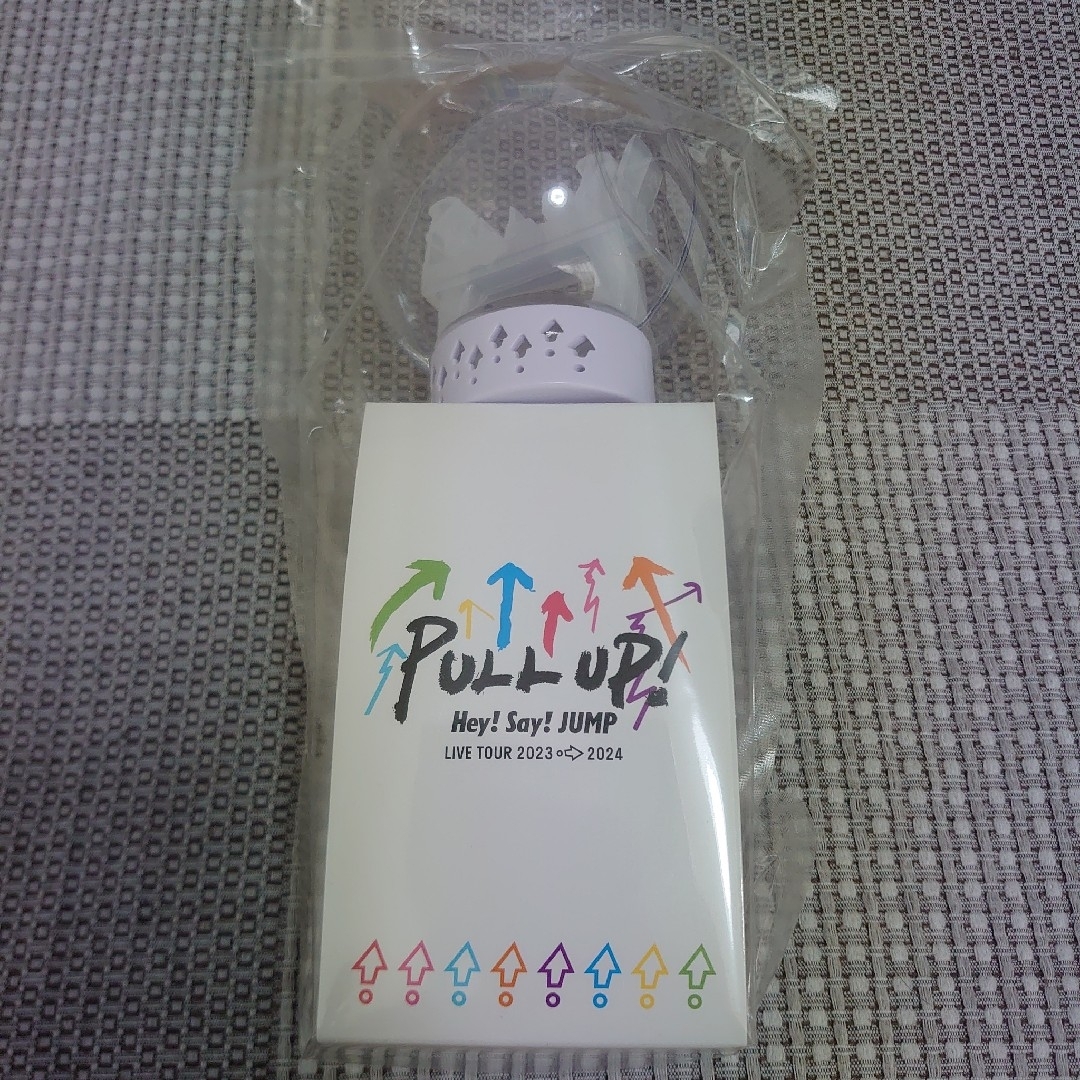 PULL UP!
Hey! Say! JUMP
LIVE TOUR 2023⇨2024